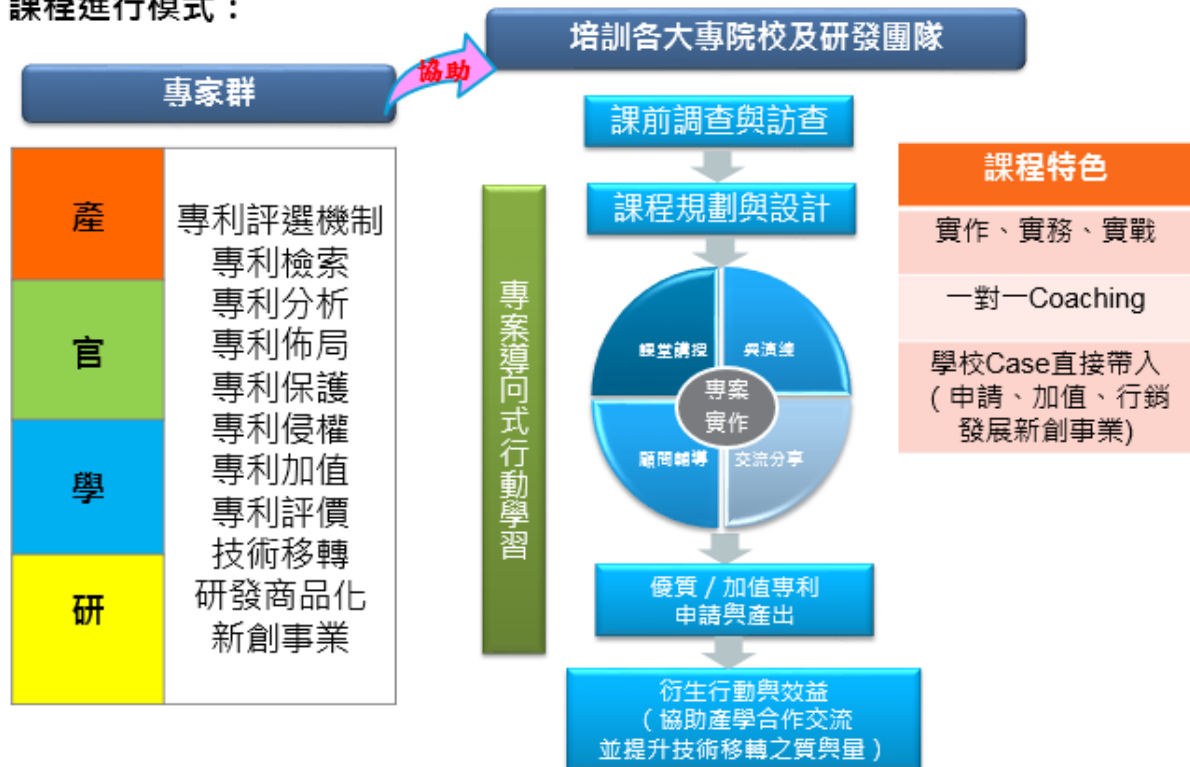 課程進行模式：
培訓各大專院校及研發團隊
協助
專家群
產
官
學
研
專利評選機制
專利檢索
專利分析
專利佈局
專利保護
專利侵權
專利加值
專利評價
技術移轉
研發商品化
新創事業
專案導向式行動學習
課前調查與訪查
課程規劃與設計
課堂講授
與演練
專案
實作
顧問輔導
交流分享
優質／加值專利
申請與產出
衍生行動與效益
（協助產學合作交流
並提升技術移轉之質與量）
課程特色
實作、實務、實戰
一對一Coaching
學校Case直接帶入
（申請、加值、行銷
發展新創事業)